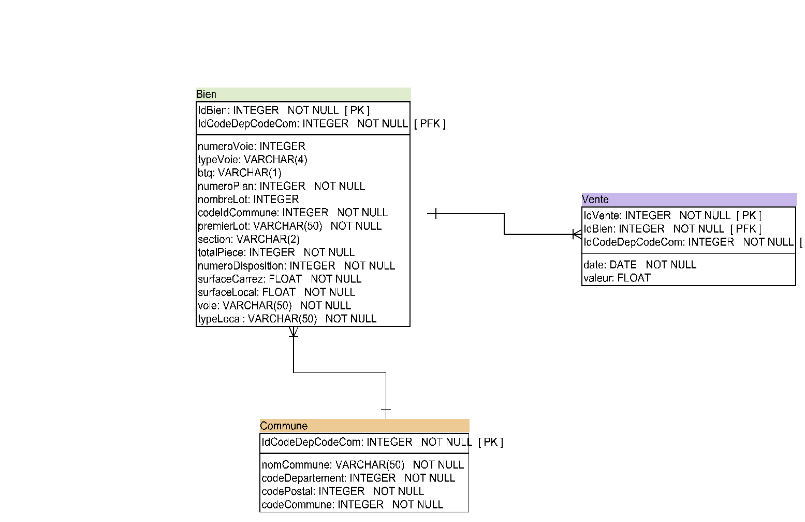 Bien
IdBien: INTEGER NOT NULL [ PK ]
IdCodeDepCodeCom: INTEGER NOT NULL [ PFK ]
numeroVoie: INTEGER
typeVoie: VARCHAR(4)
btq: VARCHAR(1)
numeroPlan: INTEGER NOT NULL
nombreLot: INTEGER
codeIdCommune: INTEGER NOT NULL
premierLot: VARCHAR(50) NOT NULL
section: VARCHAR(2)
totalPiece: INTEGER NOT NULL
numeroDisposition: INTEGER NOT NULL
surfaceCarrez: FLOAT NOT NULL
surfaceLocal: FLOAT NOT NULL
voie: VARCHAR(50) NOT NULL
typeLocal: VARCHAR(50) NOT NULL
Vente
IdVente: INTEGER NOT NULL [ PK ]
IdBien: INTEGER NOT NULL [ PFK ]
IdCodeDepCodeCom: INTEGER NOT NULL [
date: DATE NOT NULL
valeur: FLOAT
Commune
IdCodeDepCodeCom: INTEGER NOT NULL [ PK ]
nomCommune: VARCHAR(50) NOT NULL
codeDepartement: INTEGER NOT NULL
codePostal: INTEGER NOT NULL
codeCommune: INTEGER NOT NULL